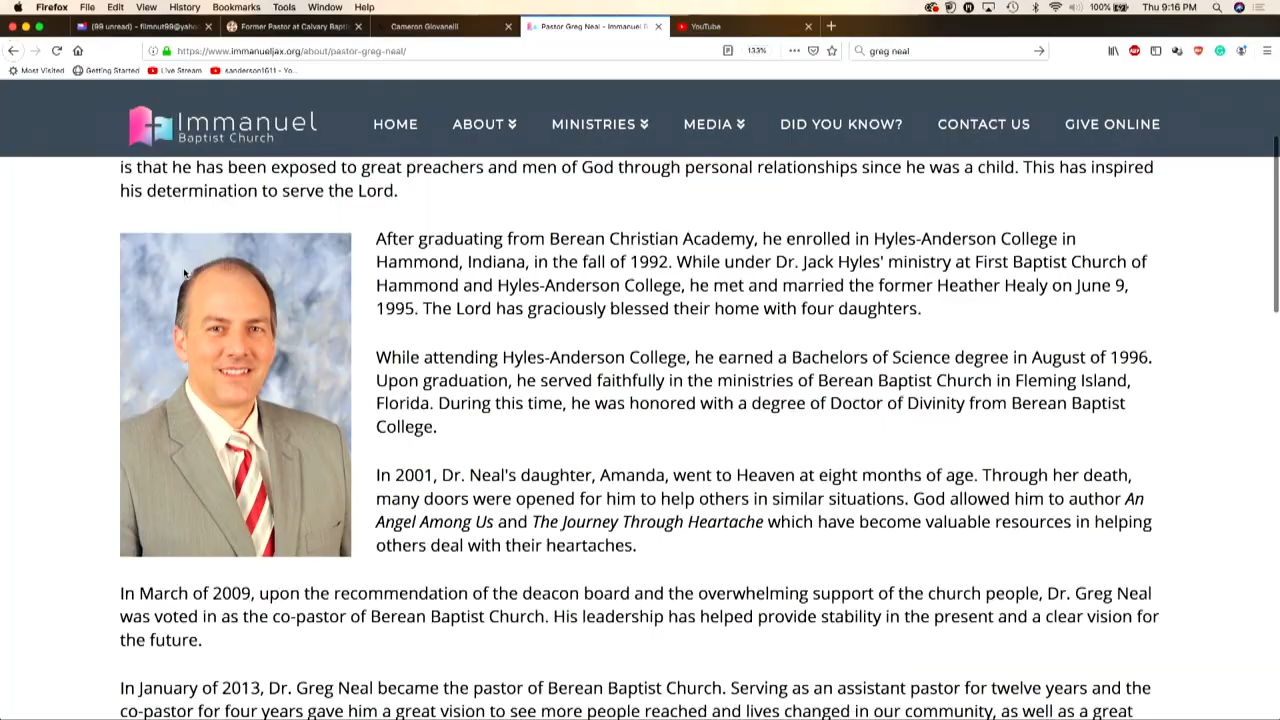 Firefox File Edit View History Bookmarks Tools Window Help 100% Thu 9:16 PM
(99 unread) - filmnut99@yaho Former Pastor at Calvary Bapti Cameron Giovanelli Pastor Greg Neal - Immanuel B YouTube
https://www.immanueljax.org/about/pastor-greg-neal/ 133% greg neal
Most Visited Getting Started Live Stream sanderson1611 - Yo...
Immanuel
Baptist Church
HOME ABOUT MINISTRIES MEDIA DID YOU KNOW? CONTACT US GIVE ONLINE
is that he has been exposed to great preachers and men of God through personal relationships since he was a child. This has inspired
his determination to serve the Lord.
After graduating from Berean Christian Academy, he enrolled in Hyles-Anderson College in
Hammond, Indiana, in the fall of 1992. While under Dr. Jack Hyles' ministry at First Baptist Church of
Hammond and Hyles-Anderson College, he met and married the former Heather Healy on June 9,
1995. The Lord has graciously blessed their home with four daughters.
While attending Hyles-Anderson College, he earned a Bachelors of Science degree in August of 1996.
Upon graduation, he served faithfully in the ministries of Berean Baptist Church in Fleming Island,
Florida. During this time, he was honored with a degree of Doctor of Divinity from Berean Baptist
College.
In 2001, Dr. Neal's daughter, Amanda, went to Heaven at eight months of age. Through her death,
many doors were opened for him to help others in similar situations. God allowed him to author An
Angel Among Us and The Journey Through Heartache which have become valuable resources in helping
others deal with their heartaches.
In March of 2009, upon the recommendation of the deacon board and the overwhelming support of the church people, Dr. Greg Neal
was voted in as the co-pastor of Berean Baptist Church. His leadership has helped provide stability in the present and a clear vision for
the future.
In January of 2013, Dr. Greg Neal became the pastor of Berean Baptist Church. Serving as an assistant pastor for twelve years and the
co-pastor for four years gave him a great vision to see more people reached and lives changed in our community, as well as a great